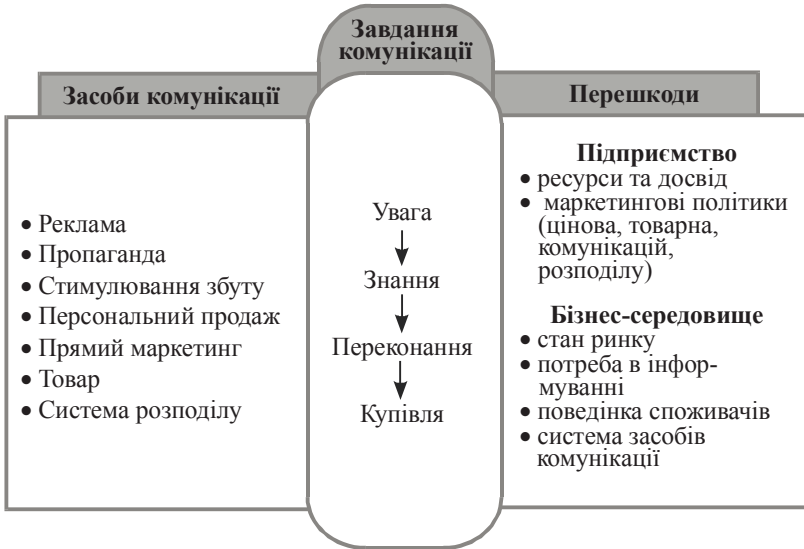 Завдання
комунікації
Засоби комунікації
• Реклама
• Пропаганда
• Стимулювання збуту
• Персональний продаж
• Прямий маркетинг
• Товар
• Система розподілу
Увага
Знання
Переконання
Купівля
Перешкоди
Підприємство
• ресурси та досвід
• маркетингові політики
(цінова, товарна,
комунікацій,
розподілу)
Бізнес-середовище
• стан ринку
• потреба в інфор-
муванні
• поведінка споживачів
• система засобів
комунікації